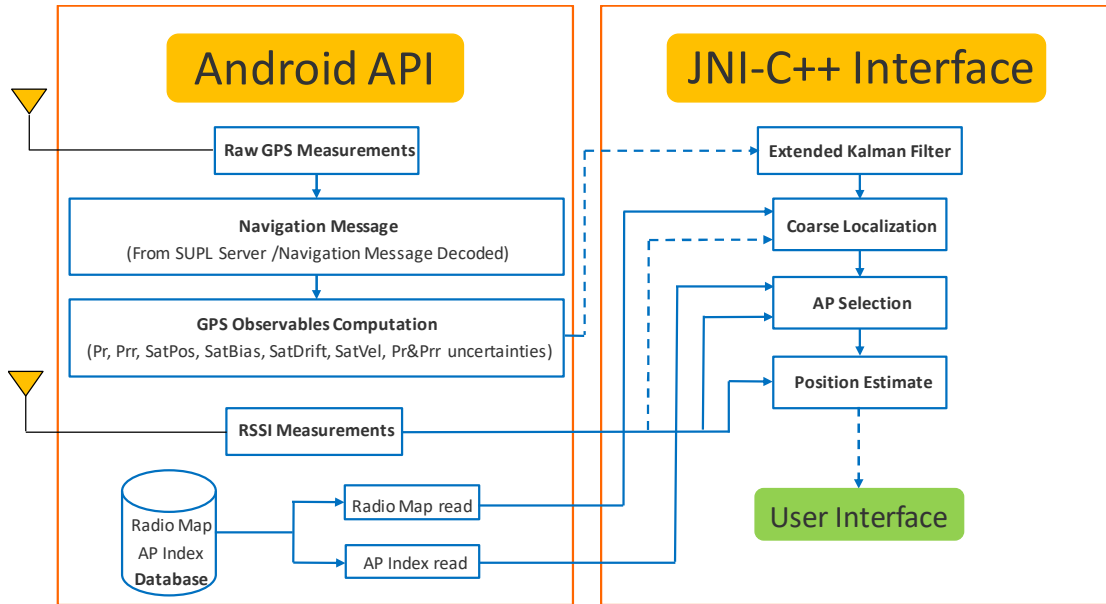 Android API
Raw GPS Measurements
Navigation Message
(From SUPL Server /Navigation Message Decoded)
GPS Observables Computation
(Pr, Prr, SatPos, SatBias, SatDrift, SatVel, Pr&Prr uncertainties)
RSSI Measurements
Radio Map
AP Index
Database
Radio Map read
AP Index read
JNI-C++ Interface
Extended Kalman Filter
Coarse Localization
AP Selection
Position Estimate
User Interface